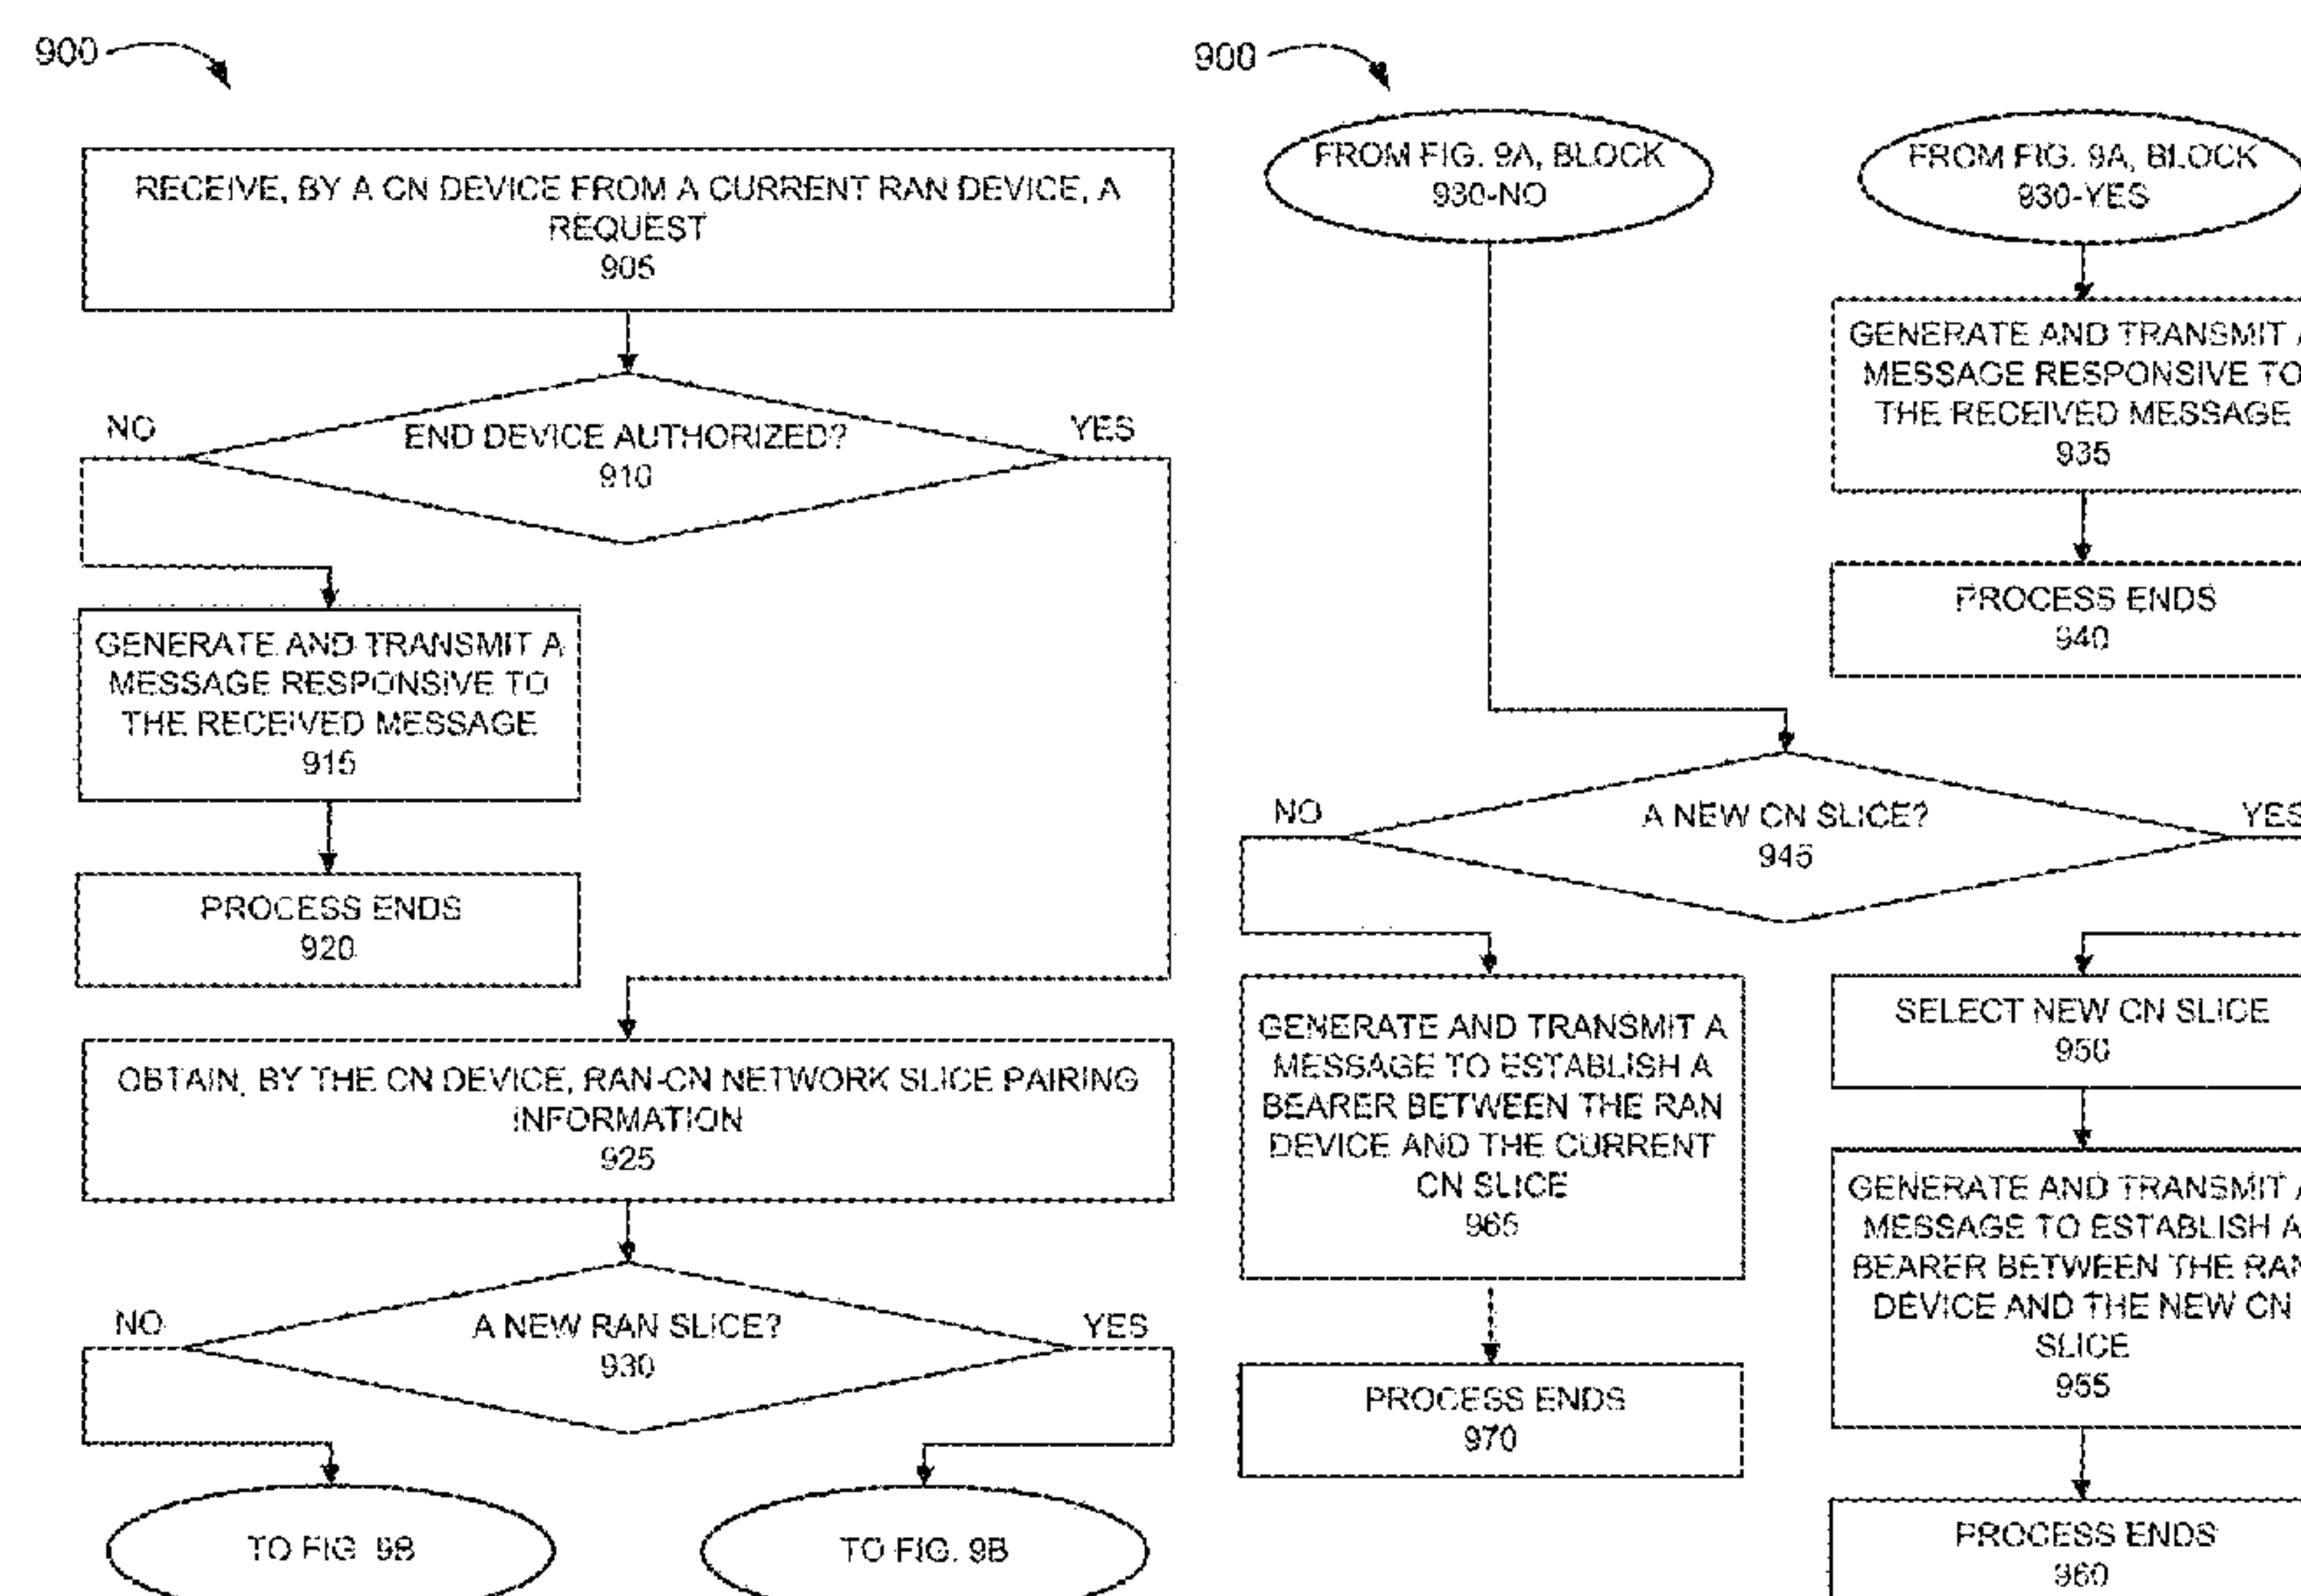 900
RECEIVE, BY A CN DEVICE FROM A CURRENT RAN DEVICE, A
REQUEST
905
NO
END DEVICE AUTHORIZED?
910
YES
GENERATE AND TRANSMIT A
MESSAGE RESPONSIVE TO
THE RECEIVED MESSAGE
915
PROCESS ENDS
920
OBTAIN, BY THE CN DEVICE, RAN-CN NETWORK SLICE PAIRING
INFORMATION
925
NO
A NEW RAN SLICE?
930
YES
TO FIG. 9B
TO FIG. 9B
900
FROM FIG. 9A, BLOCK
930-NO
FROM FIG. 9A, BLOCK
930-YES
GENERATE AND TRANSMIT
MESSAGE RESPONSIVE TO
THE RECEIVED MESSAGE
935
PROCESS ENDS
940
NO
A NEW CN SLICE?
945
YES
GENERATE AND TRANSMIT A
MESSAGE TO ESTABLISH A
BEARER BETWEEN THE RAN
DEVICE AND THE CURRENT
CN SLICE
965
PROCESS ENDS
970
SELECT NEW CN SLICE
950
GENERATE AND TRANSMIT
MESSAGE TO ESTABLISH A
BEARER BETWEEN THE RAN
DEVICE AND THE NEW CN
SLICE
955
PROCESS ENDS
960